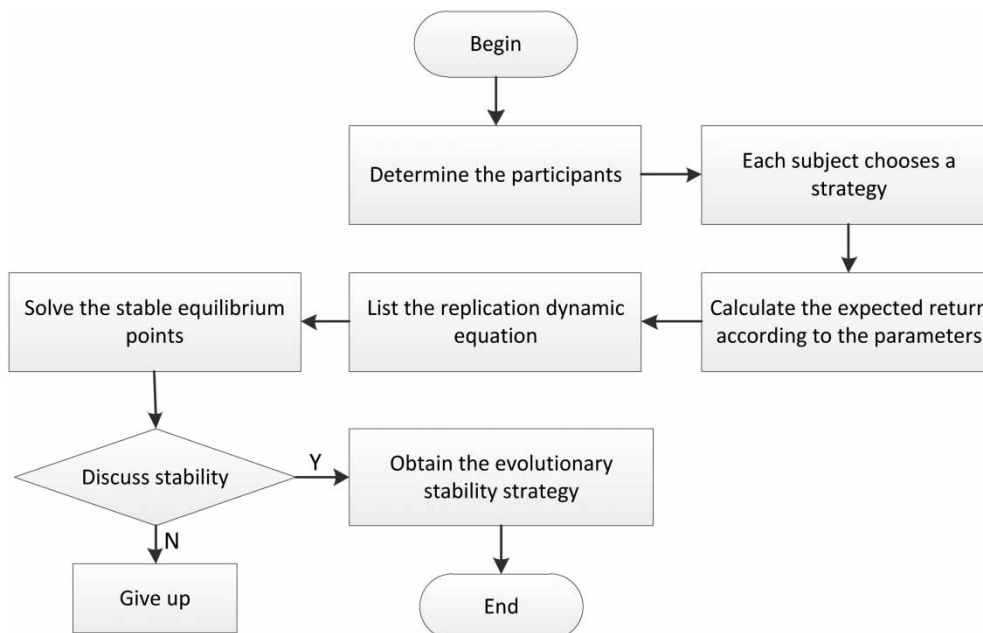 Begin
Determine the participants
Each subject chooses a
strategy
Calculate the expected return
according to the parameters
List the replication dynamic
equation
Solve the stable equilibrium
points
Discuss stability
Y
Obtain the evolutionary
stability strategy
N
Give up
End